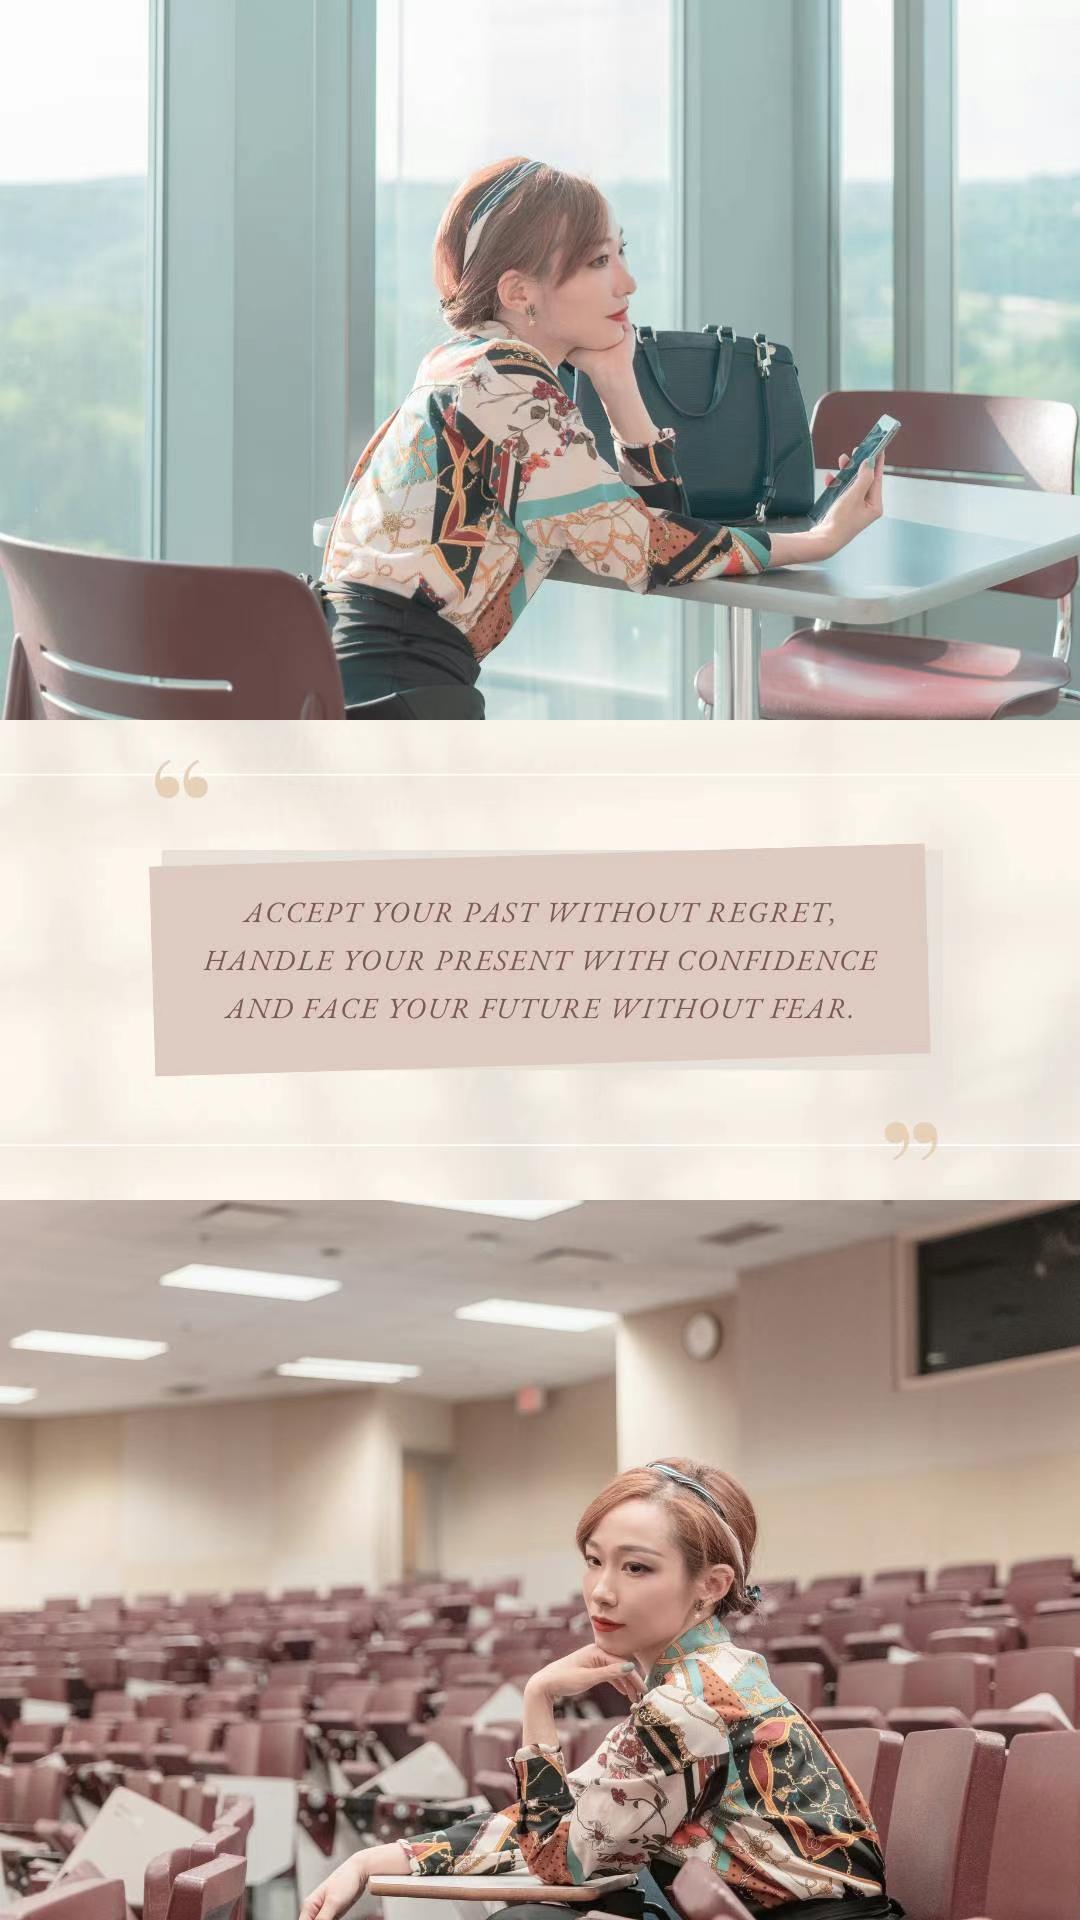 “
ACCEPT YOUR PAST WITHOUT REGRET,
HANDLE YOUR PRESENT WITH CONFIDENCE
AND FACE YOUR FUTURE WITHOUT FEAR.
”